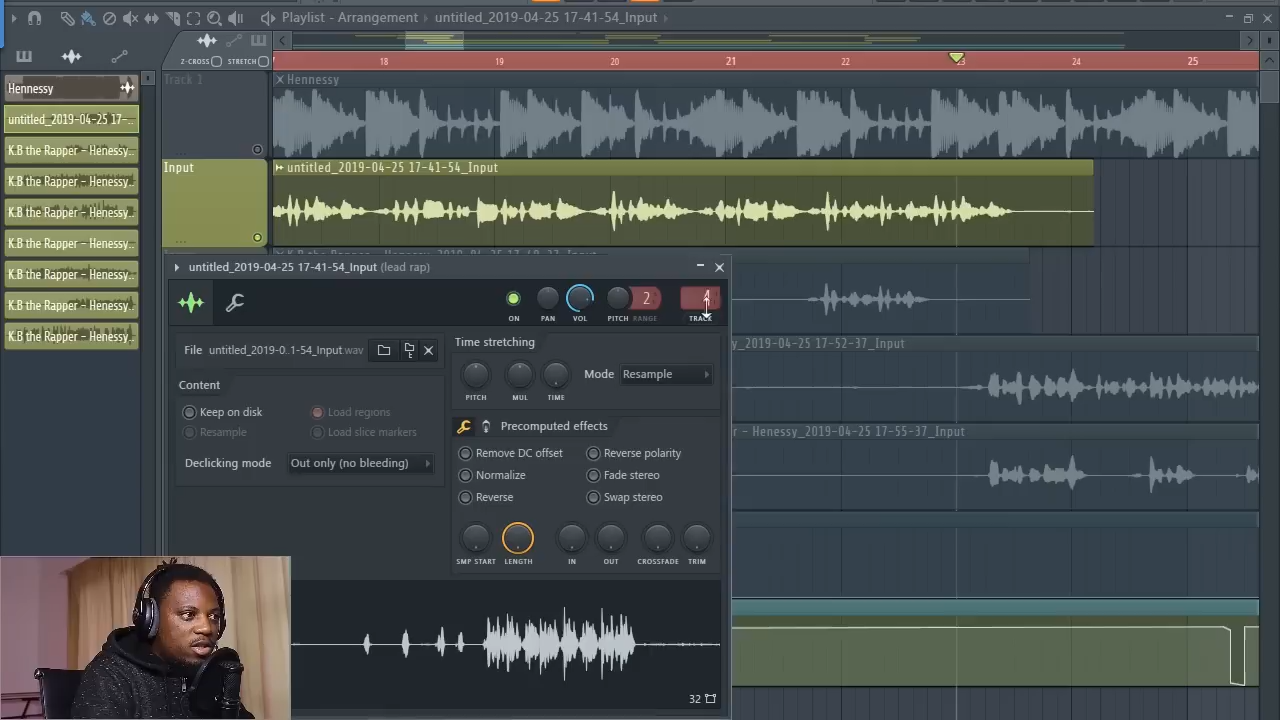 Playlist - Arrangement › untitled_2019-04-25 17-41-54_Input ›
Z-CROSS STRETCH
18 19 20 21 22 23 24 25
Hennessy
untitled_2019-04-25 17-..
K.B the Rapper - Henessy..
K.B the Rapper - Henessy..
K.B the Rapper - Henessy..
K.B the Rapper - Henessy..
K.B the Rapper - Henessy..
K.B the Rapper - Henessy..
K.B the Rapper - Henessy..
Track 1
Hennessy
Input
untitled_2019-04-25 17-41-54_Input
y_2019-04-25 17-52-37_Input
r - Henessy_2019-04-25 17-55-37_Input
untitled_2019-04-25 17-41-54_Input (lead rap)
2
4
ON PAN VOL PITCH RANGE TRACK
File untitled_2019-0..1-54_Input.wav
Content
Keep on disk
Load regions
Resample
Load slice markers
Declicking mode Out only (no bleeding)
Time stretching
Mode Resample
PITCH MUL TIME
Precomputed effects
Remove DC offset
Reverse polarity
Normalize
Fade stereo
Reverse
Swap stereo
SMP START LENGTH IN OUT CROSSFADE TRIM
32